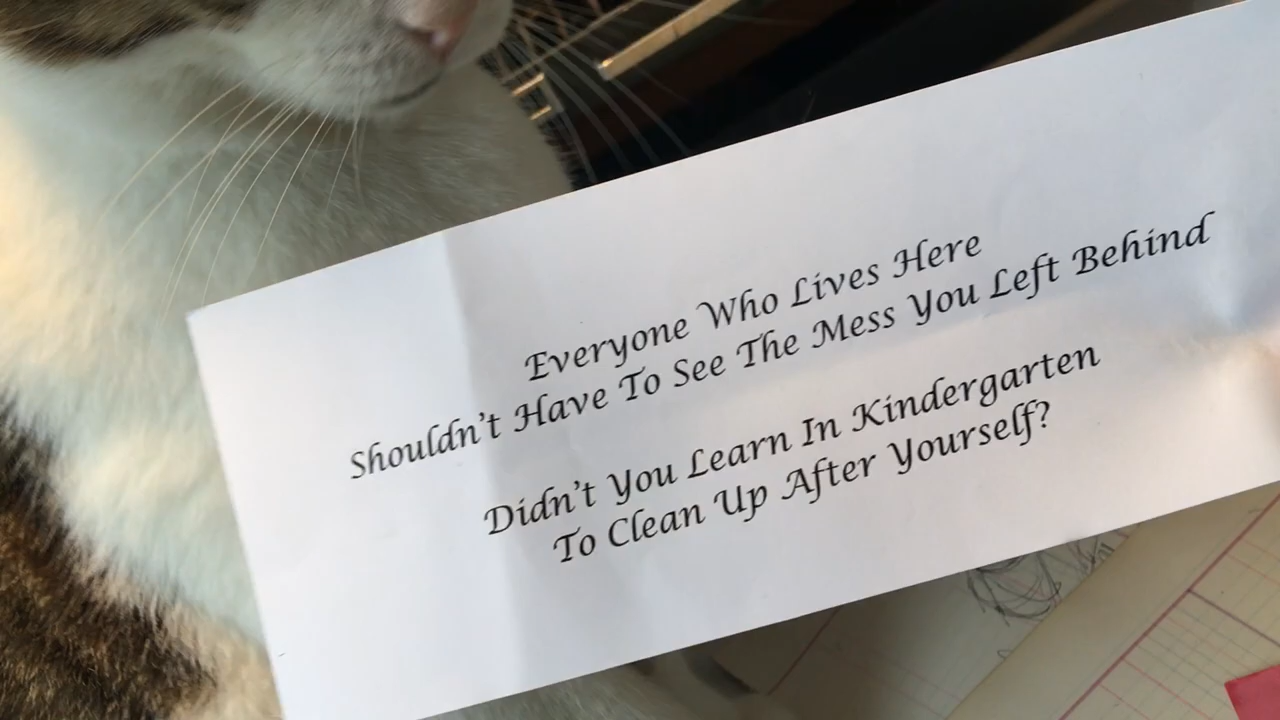 Everyone Who Lives Here
Shouldn't Have To See The Mess You Left Behind
Didn't You Learn In Kindergarten
To Clean Up After Yourself?